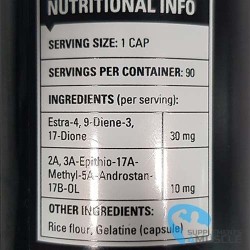 NUTRITIONAL INFO
SERVING SIZE: 1 CAP
SERVINGS PER CONTAINER: 90
INGREDIENTS (per serving):
Estra-4, 9-Diene-3,
17-Dione 30 mg
2A, 3A-Epithio-17A-
Methyl-5A-Androstan-
17B-OL 10 mg
OTHER INGREDIENTS:
Rice flour, Gelatine (capsule)